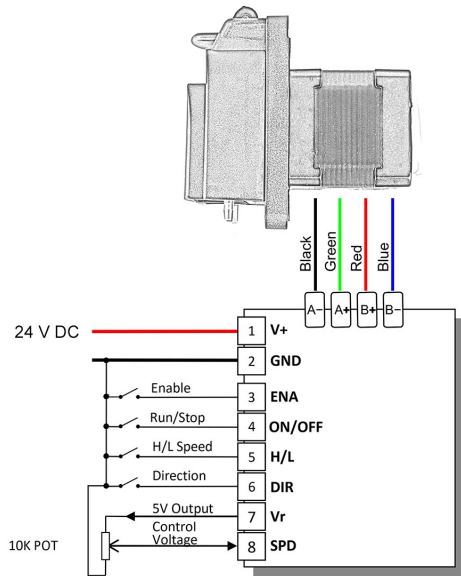 Black
Green
Red
Blue
A−
A+
B+
B−
24 V DC
1
V+
2
GND
Enable
3
ENA
Run/Stop
4
ON/OFF
H/L Speed
5
H/L
Direction
6
DIR
5V Output
7
Vr
Control
Voltage
10K POT
8
SPD